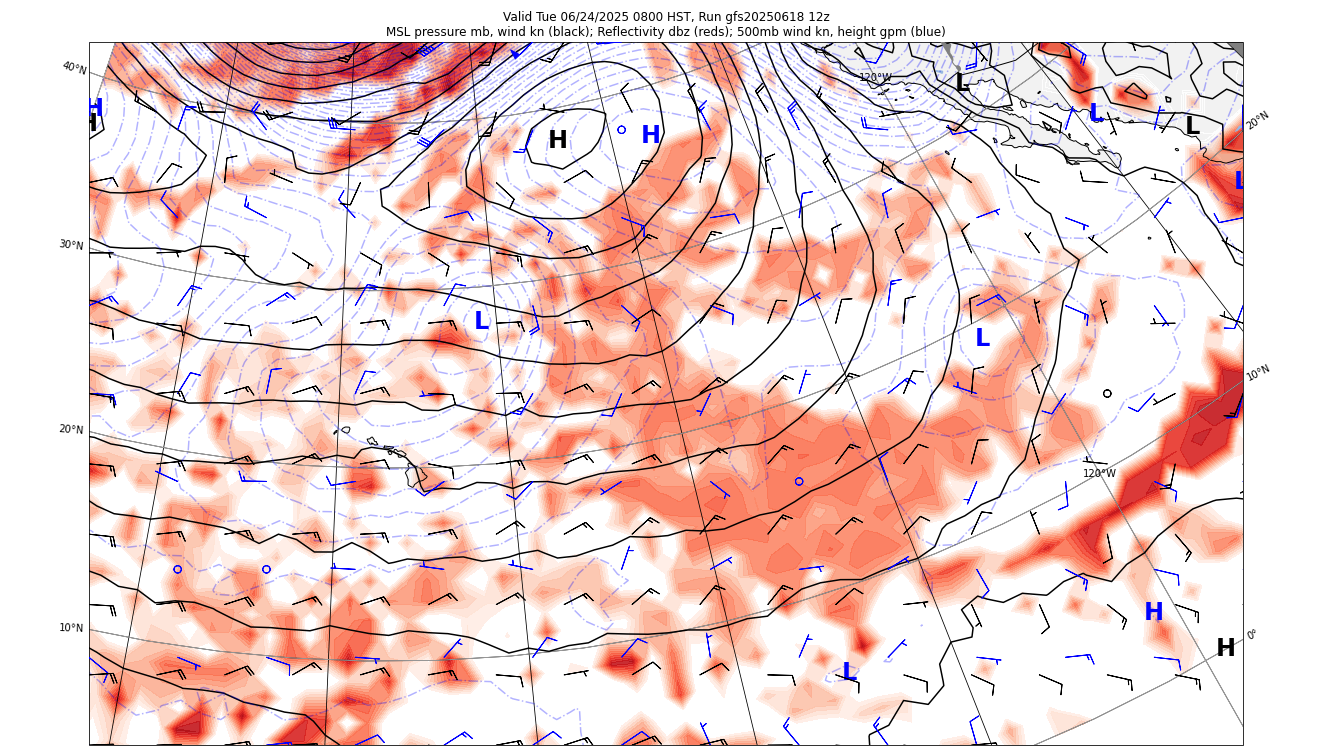 Valid Tue 06/24/2025 0800 HST, Run gfs20250618 12z
MSL pressure mb, wind kn (black); Reflectivity dbz (reds); 500mb wind kn, height gpm (blue)
40°N
120°W
L
H
H
H
H
L
L
20°N
L
30°N
L
L
10°N
20°N
120°W
10°N
H
0°
H
L